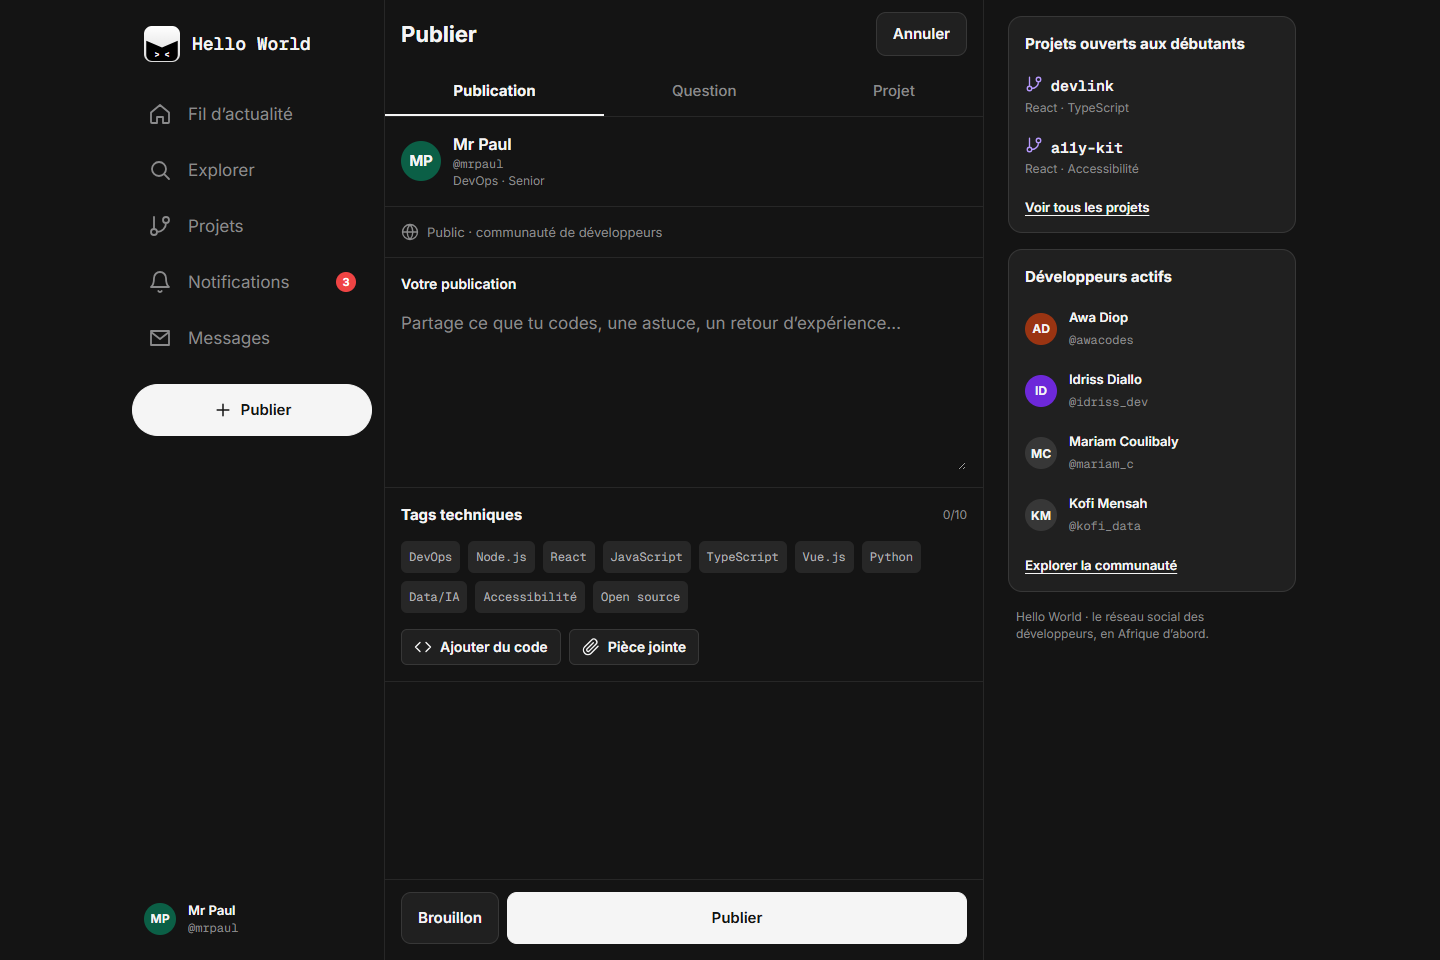 > <
Hello World
Fil d’actualité
Explorer
Projets
Notifications
3
Messages
Publier
MP
Mr Paul
@mrpaul
Publier
Annuler
Publication
Question
Projet
MP
Mr Paul
@mrpaul
DevOps · Senior
Public · communauté de développeurs
Votre publication
Partage ce que tu codes, une astuce, un retour d’expérience…
Tags techniques
0/10
DevOps
Node.js
React
JavaScript
TypeScript
Vue.js
Python
Data/IA
Accessibilité
Open source
Ajouter du code
Pièce jointe
Brouillon
Publier
Projets ouverts aux débutants
devlink
React · TypeScript
a11y-kit
React · Accessibilité
Voir tous les projets
Développeurs actifs
AD
Awa Diop
@awacodes
ID
Idriss Diallo
@idriss_dev
MC
Mariam Coulibaly
@mariam_c
KM
Kofi Mensah
@kofi_data
Explorer la communauté
Hello World · le réseau social des
développeurs, en Afrique d’abord.